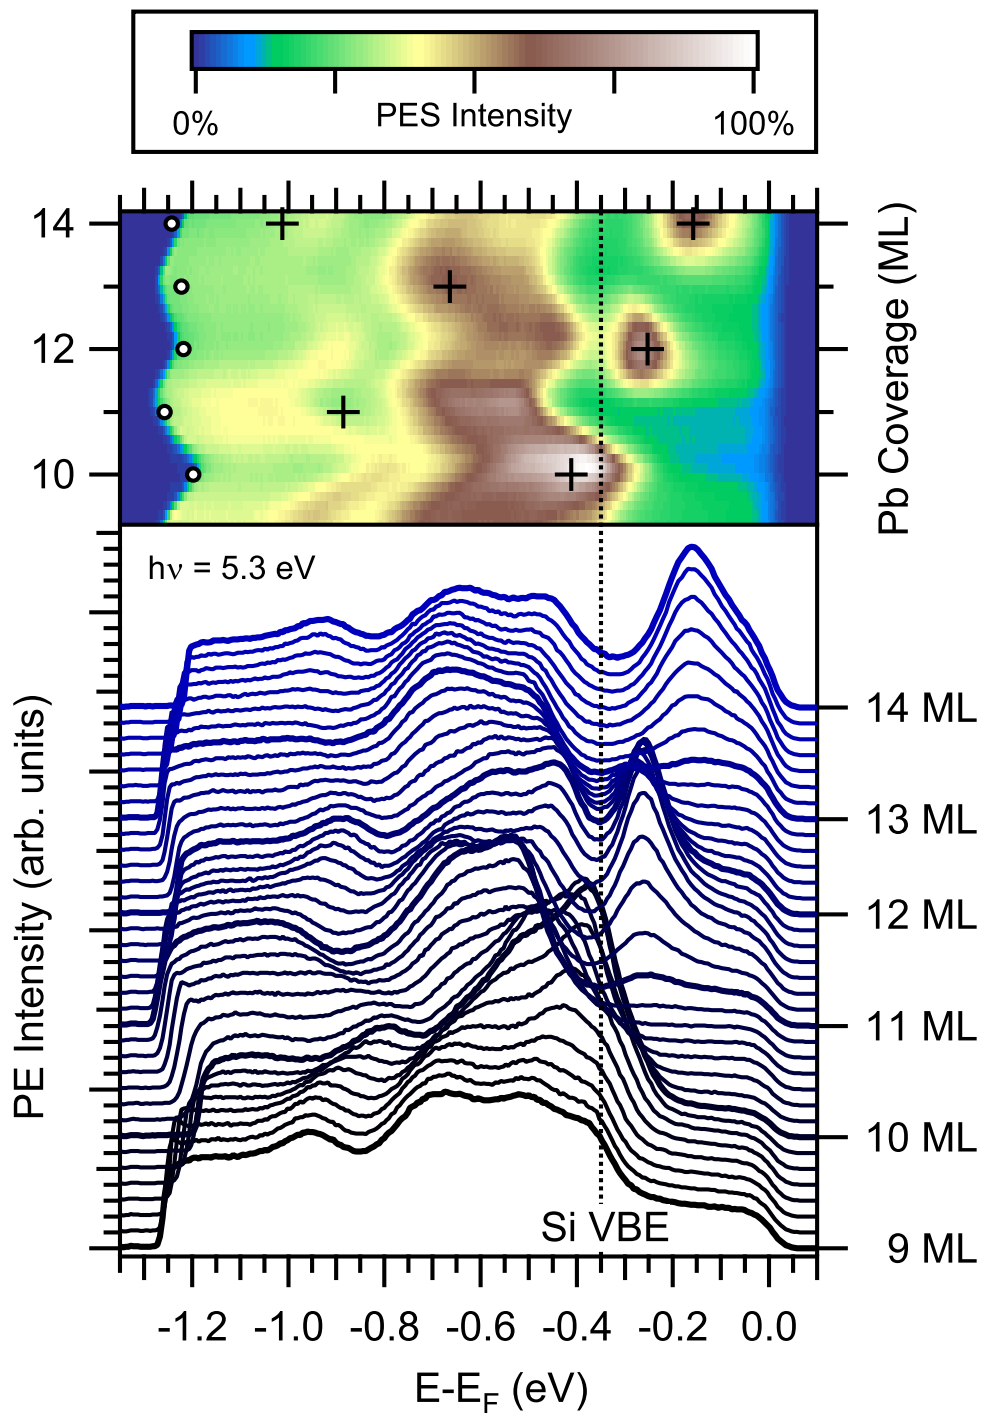 0%
PES Intensity
100%
14
12
10
Pb Coverage (ML)
hν = 5.3 eV
PE Intensity (arb. units)
14 ML
13 ML
12 ML
11 ML
10 ML
9 ML
Si VBE
-1.2 -1.0 -0.8 -0.6 -0.4 -0.2 0.0
E-E_F (eV)